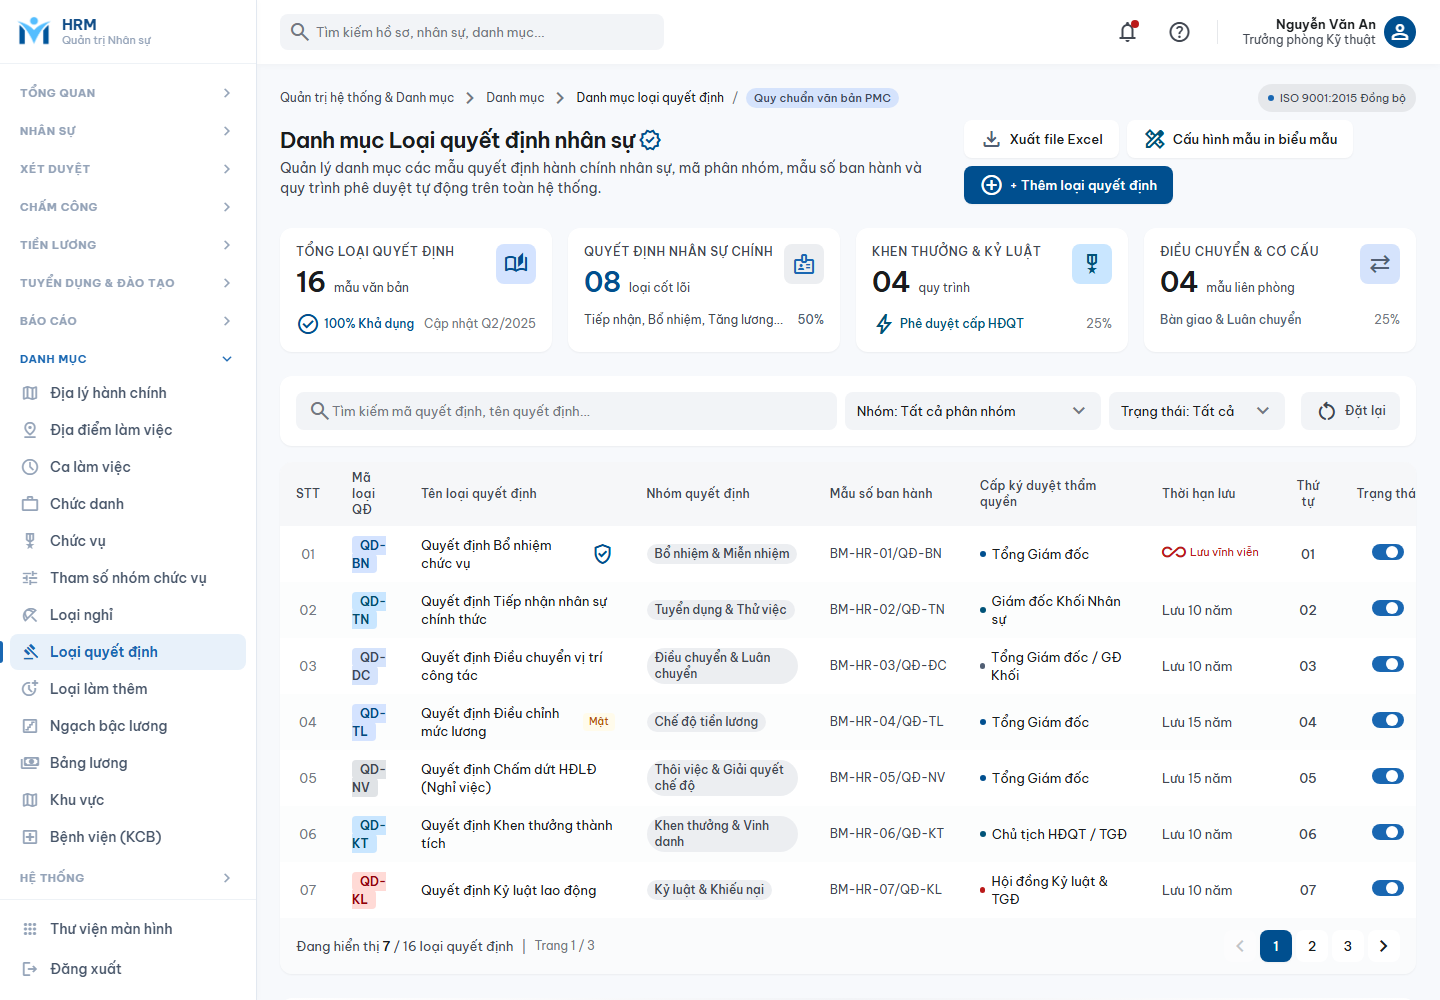 HRM
Quản trị Nhân sự
TỔNG QUAN
NHÂN SỰ
XÉT DUYỆT
CHẤM CÔNG
TIỀN LƯƠNG
TUYỂN DỤNG & ĐÀO TẠO
BÁO CÁO
DANH MỤC
Địa lý hành chính
Địa điểm làm việc
Ca làm việc
Chức danh
Chức vụ
Tham số nhóm chức vụ
Loại nghỉ
Loại quyết định
Loại làm thêm
Ngạch bậc lương
Bảng lương
Khu vực
Bệnh viện (KCB)
HỆ THỐNG
Thư viện màn hình
Đăng xuất
Tìm kiếm hồ sơ, nhân sự, danh mục...
Nguyễn Văn An
Trưởng phòng Kỹ thuật
Quản trị hệ thống & Danh mục > Danh mục > Danh mục loại quyết định / Quy chuẩn văn bản PMC
ISO 9001:2015 Đồng bộ
Danh mục Loại quyết định nhân sự
Quản lý danh mục các mẫu quyết định hành chính nhân sự, mã phân nhóm, mẫu số ban hành và
quy trình phê duyệt tự động trên toàn hệ thống.
Xuất file Excel
Cấu hình mẫu in biểu mẫu
+ Thêm loại quyết định
TỔNG LOẠI QUYẾT ĐỊNH
16 mẫu văn bản
100% Khả dụng Cập nhật Q2/2025
QUYẾT ĐỊNH NHÂN SỰ CHÍNH
08 loại cốt lõi
Tiếp nhận, Bổ nhiệm, Tăng lương... 50%
KHEN THƯỞNG & KỶ LUẬT
04 quy trình
Phê duyệt cấp HĐQT 25%
ĐIỀU CHUYỂN & CƠ CẤU
04 mẫu liên phòng
Bàn giao & Luân chuyển 25%
Tìm kiếm mã quyết định, tên quyết định...
Nhóm: Tất cả phân nhóm
Trạng thái: Tất cả
Đặt lại
STT
Mã
loại
QĐ
Tên loại quyết định
Nhóm quyết định
Mẫu số ban hành
Cấp ký duyệt thẩm
quyền
Thời hạn lưu
Thứ
tự
Trạng thá
01
QD-
BN
Quyết định Bổ nhiệm
chức vụ
Bổ nhiệm & Miễn nhiệm
BM-HR-01/QĐ-BN
Tổng Giám đốc
Lưu vĩnh viễn
01
02
QD-
TN
Quyết định Tiếp nhận nhân sự
chính thức
Tuyển dụng & Thử việc
BM-HR-02/QĐ-TN
Giám đốc Khối Nhân
sự
Lưu 10 năm
02
03
QD-
DC
Quyết định Điều chuyển vị trí
công tác
Điều chuyển & Luân
chuyển
BM-HR-03/QĐ-ĐC
Tổng Giám đốc / GĐ
Khối
Lưu 10 năm
03
04
QD-
TL
Quyết định Điều chỉnh
mức lương
Mật
Chế độ tiền lương
BM-HR-04/QĐ-TL
Tổng Giám đốc
Lưu 15 năm
04
05
QD-
NV
Quyết định Chấm dứt HĐLĐ
(Nghỉ việc)
Thôi việc & Giải quyết
chế độ
BM-HR-05/QĐ-NV
Tổng Giám đốc
Lưu 15 năm
05
06
QD-
KT
Quyết định Khen thưởng thành
tích
Khen thưởng & Vinh
danh
BM-HR-06/QĐ-KT
Chủ tịch HĐQT / TGĐ
Lưu 10 năm
06
07
QD-
KL
Quyết định Kỷ luật lao động
Kỷ luật & Khiếu nại
BM-HR-07/QĐ-KL
Hội đồng Kỷ luật &
TGĐ
Lưu 10 năm
07
Đang hiển thị 7 / 16 loại quyết định | Trang 1 / 3
1 2 3